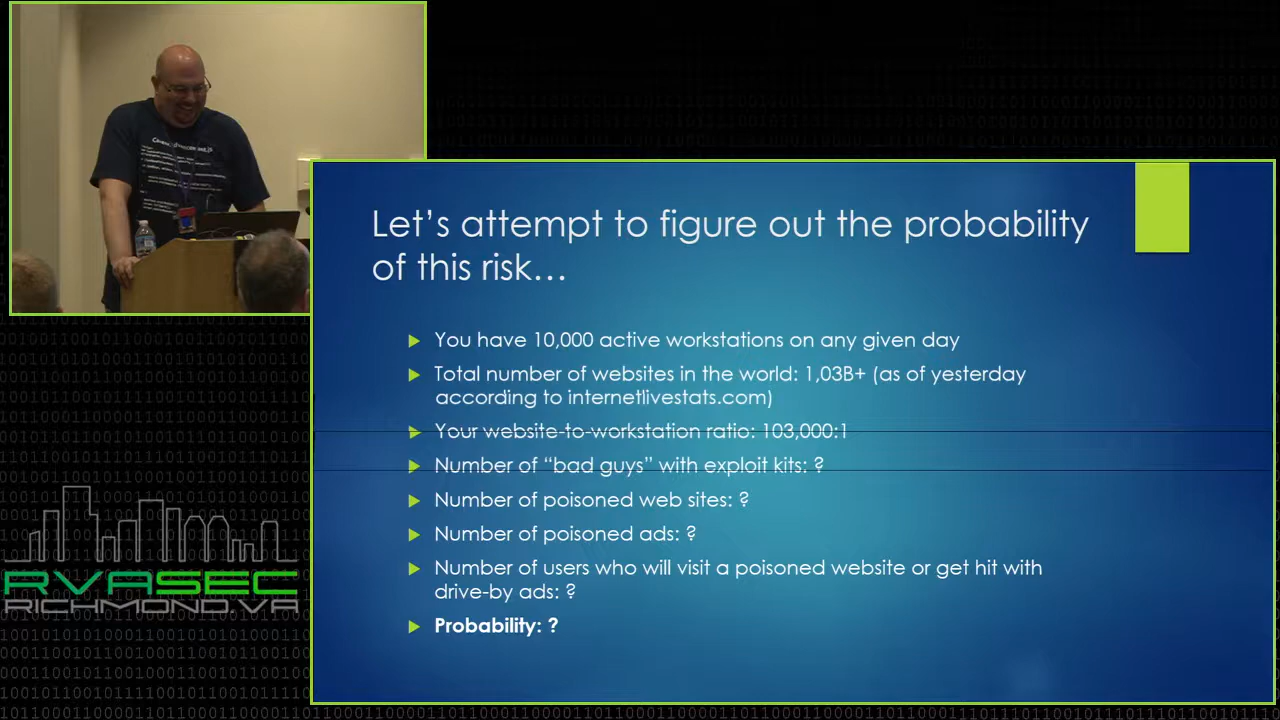 Let's attempt to figure out the probability
of this risk...
You have 10,000 active workstations on any given day
Total number of websites in the world: 1,03B+ (as of yesterday
according to internetlivestats.com)
Your website-to-workstation ratio: 103,000:1
Number of "bad guys" with exploit kits: ?
Number of poisoned web sites: ?
Number of poisoned ads: ?
Number of users who will visit a poisoned website or get hit with
drive-by ads: ?
Probability: ?
RVASEC
RICHMOND.VA